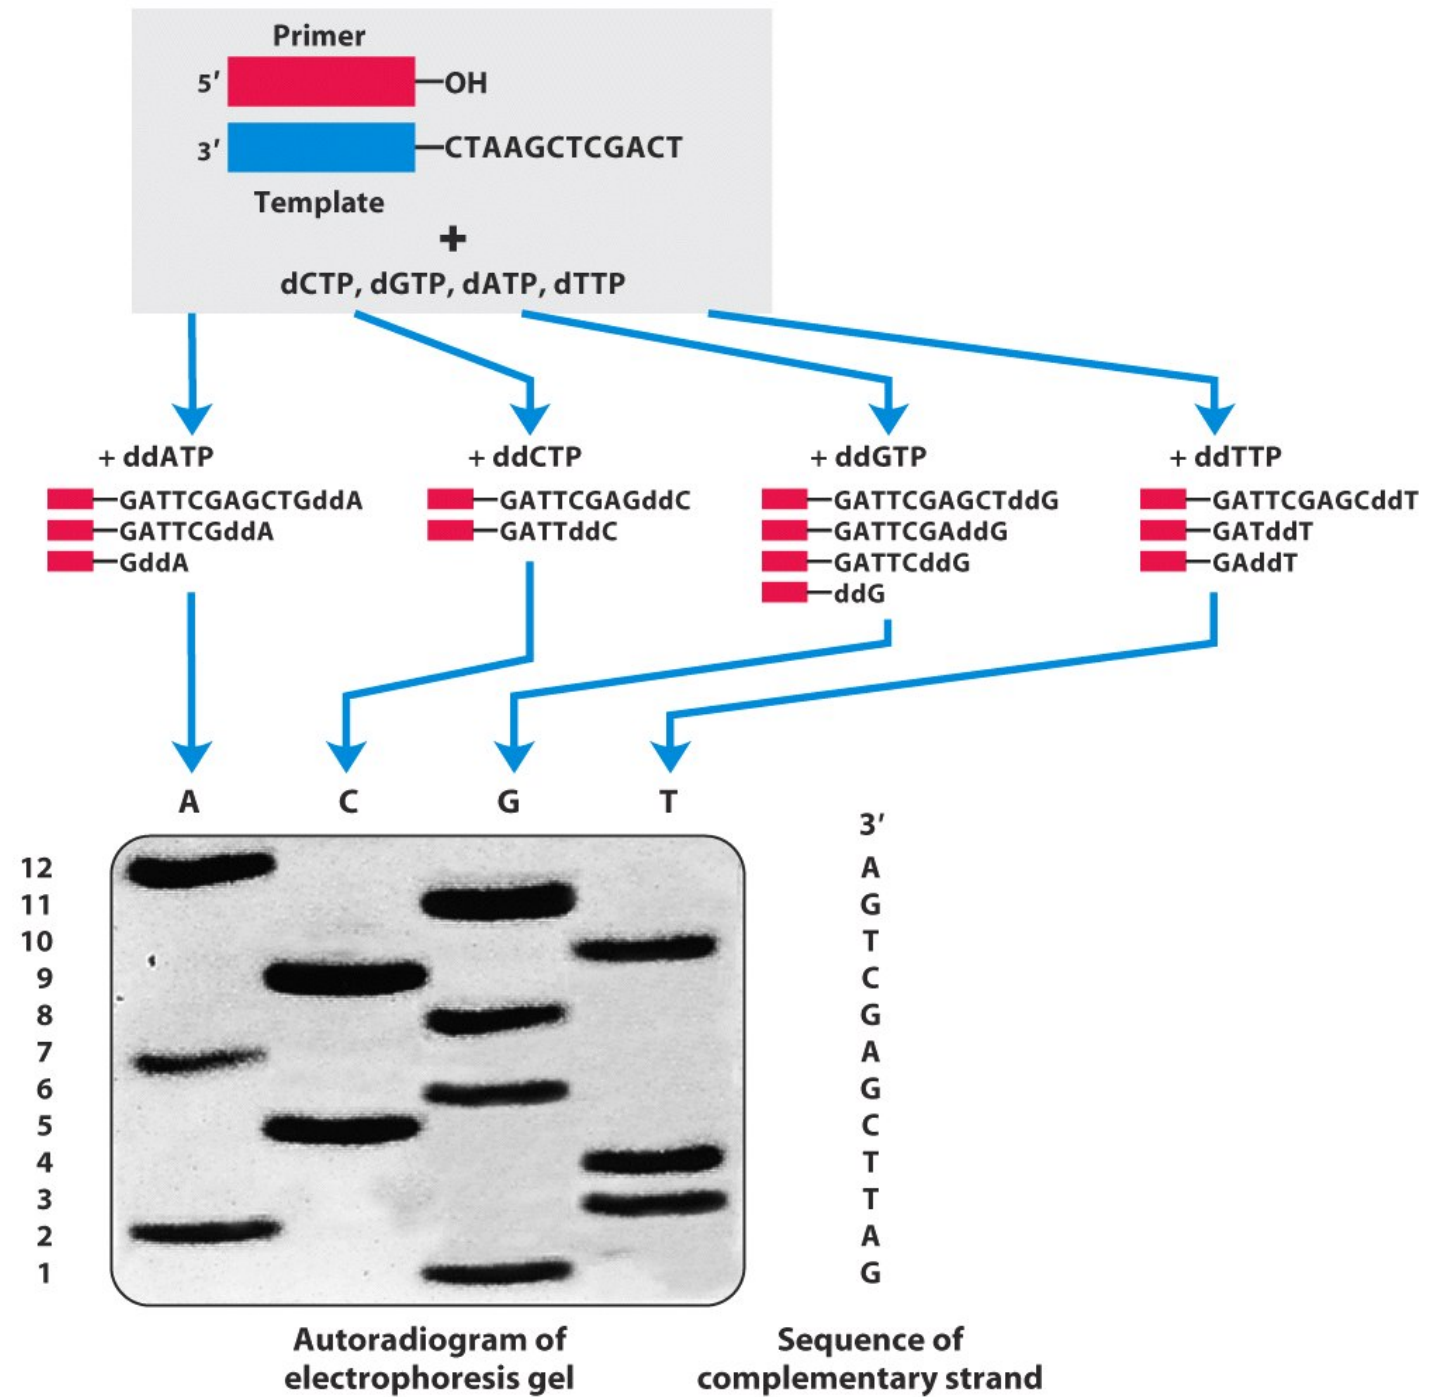 Primer
5′ OH
3′ CTAAGCTCGACT
Template
+
dCTP, dGTP, dATP, dTTP
+ ddATP
GATTCGAGCTGddA
GATTCGddA
GddA
+ ddCTP
GATTCGAGddC
GATTddC
+ ddGTP
GATTCGAGCTddG
GATTCGAddG
GATTCddG
ddG
+ ddTTP
GATTCGAGCddT
GATddT
GAddT
A C G T
3′
12 A
11 G
10 T
9 C
8 G
7 A
6 G
5 C
4 T
3 T
2 A
1 G
Autoradiogram of
electrophoresis gel
Sequence of
complementary strand